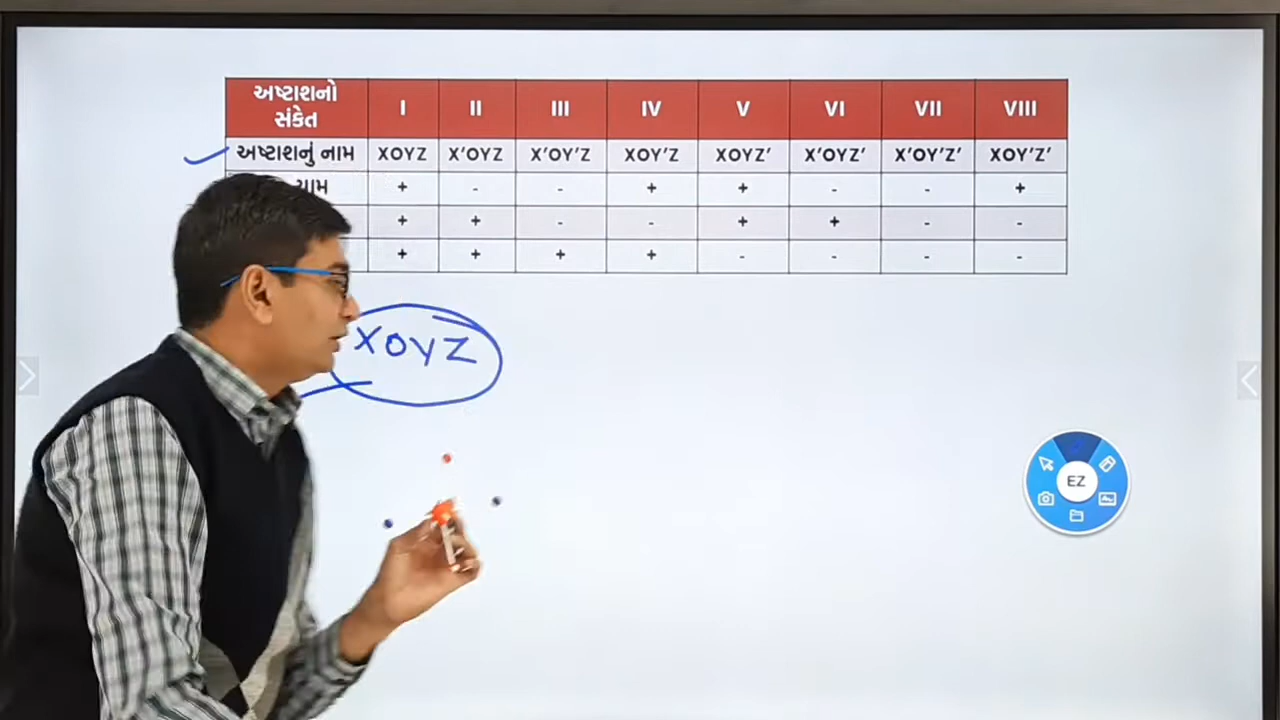 અષ્ટાશનો સંકેત I II III IV V VI VII VIII
અષ્ટાશનું નામ XOYZ X'OYZ X'OY'Z XOY'Z XOYZ' X'OYZ' X'OY'Z' XOY'Z'
+ - - + + - - +
+ + - - + + - -
+ + + + - - - -
XOYZ
EZ